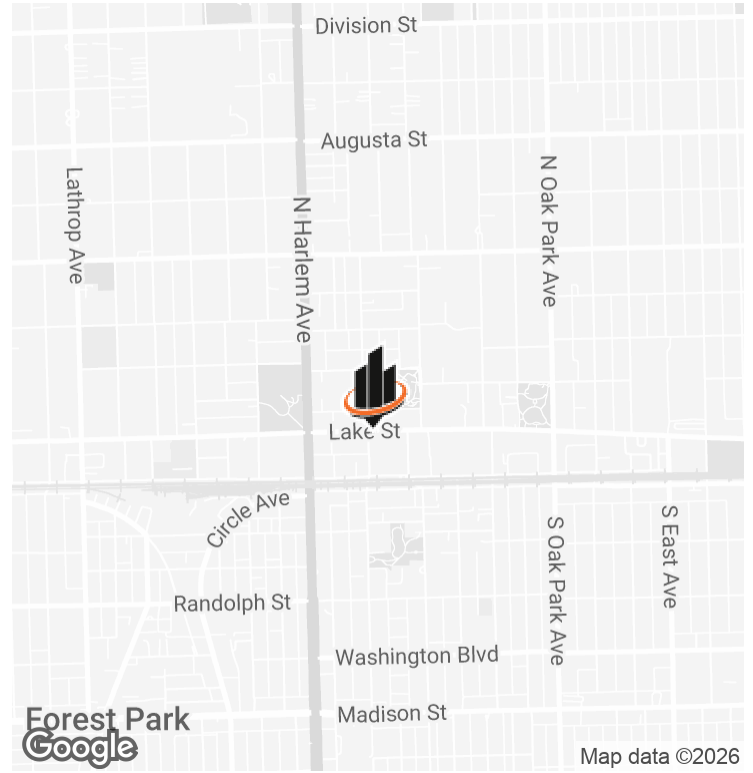 Division St
Augusta St
Lathrop Ave
N Harlem Ave
N Oak Park Ave
Lake St
Circle Ave
S Oak Park Ave
S East Ave
Randolph St
Washington Blvd
Madison St
Forest Park
Google
Map data ©2026